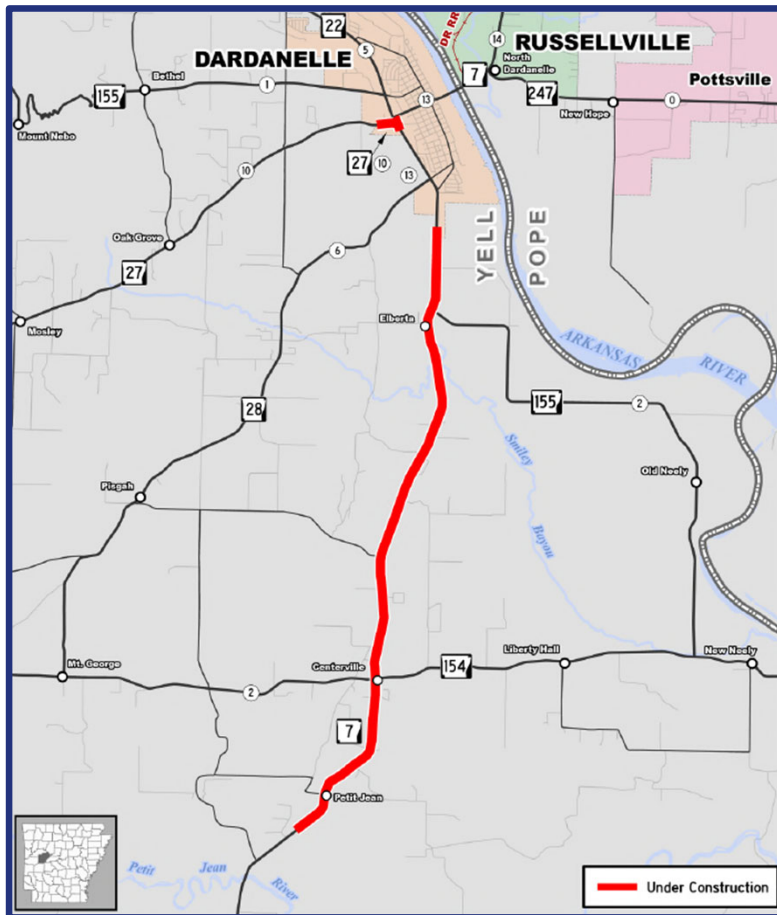 22
5
DARDANELLE
DR RR
14
RUSSELLVILLE
North
Dardanelle
7
Pottsville
Bethel
155
1
13
247
0
New Hope
Mount Nebo
27
10
13
10
YELL
POPE
Oak Grove
6
27
Mosley
Elberta
ARKANSAS
RIVER
155
2
28
Smiley
Bayou
Old Neely
Pisgah
Mt. George
2
Centerville
154
Liberty Hall
New Neely
7
Petit Jean
Petit Jean
River
Under Construction